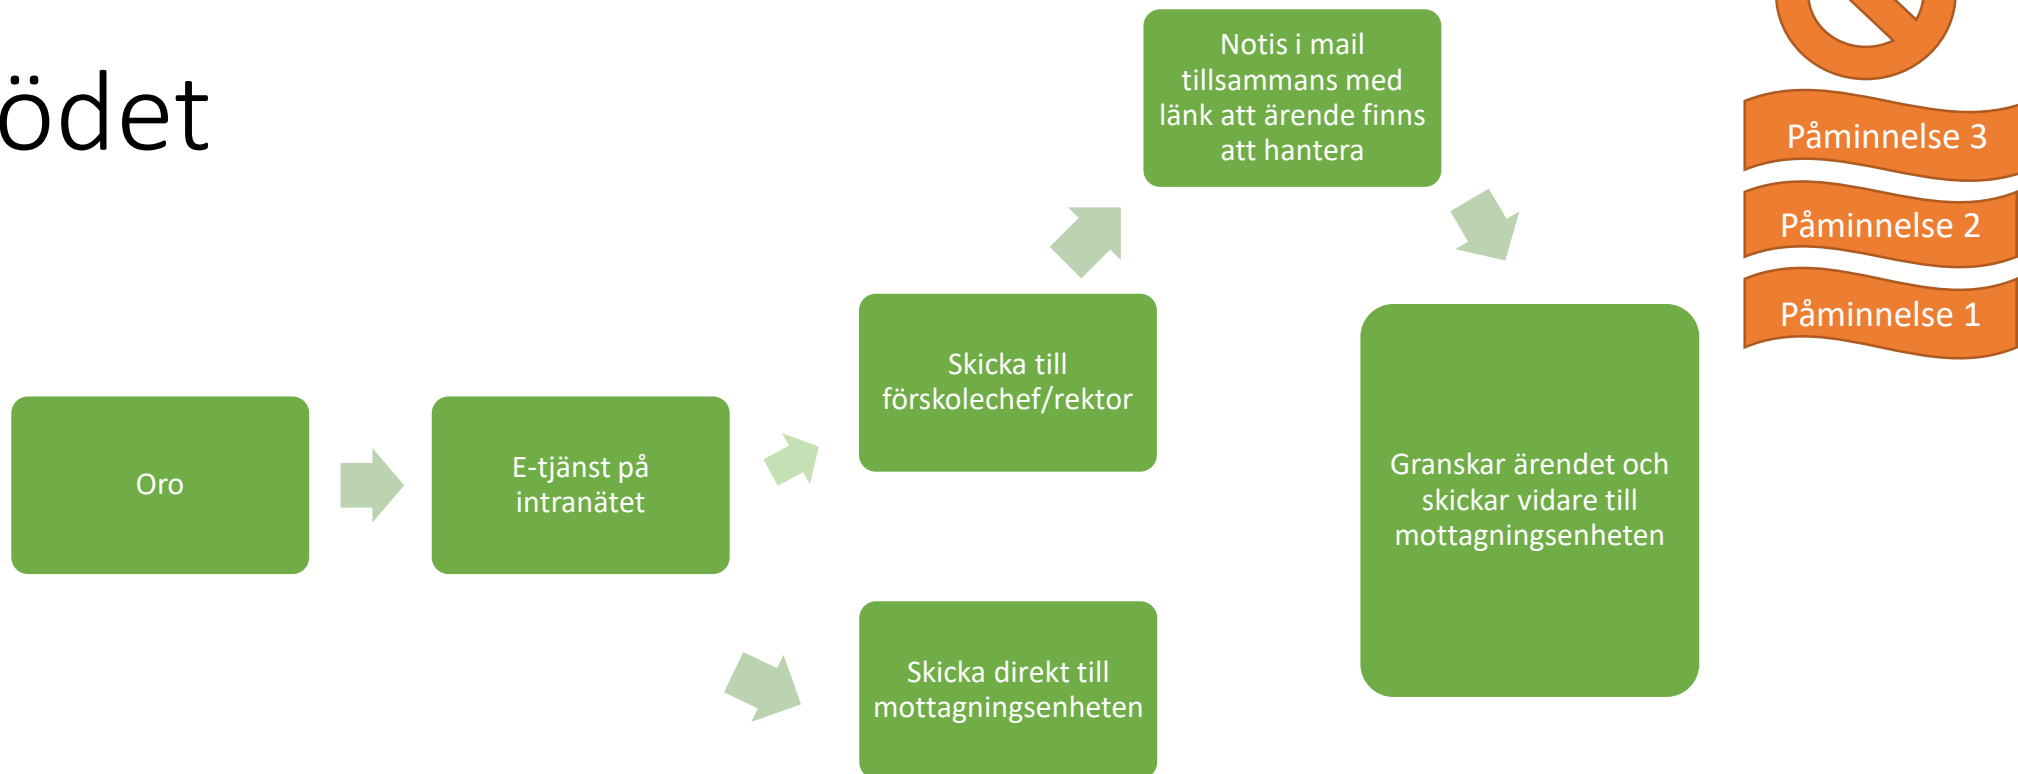 ödet
Oro
E-tjänst på
intranätet
Skicka till
förskolechef/rektor
Skicka direkt till
mottagningsenheten
Notis i mail
tillsammans med
länk att ärende finns
att hantera
Granskar ärendet och
skickar vidare till
mottagningsenheten
Påminnelse 3
Påminnelse 2
Påminnelse 1